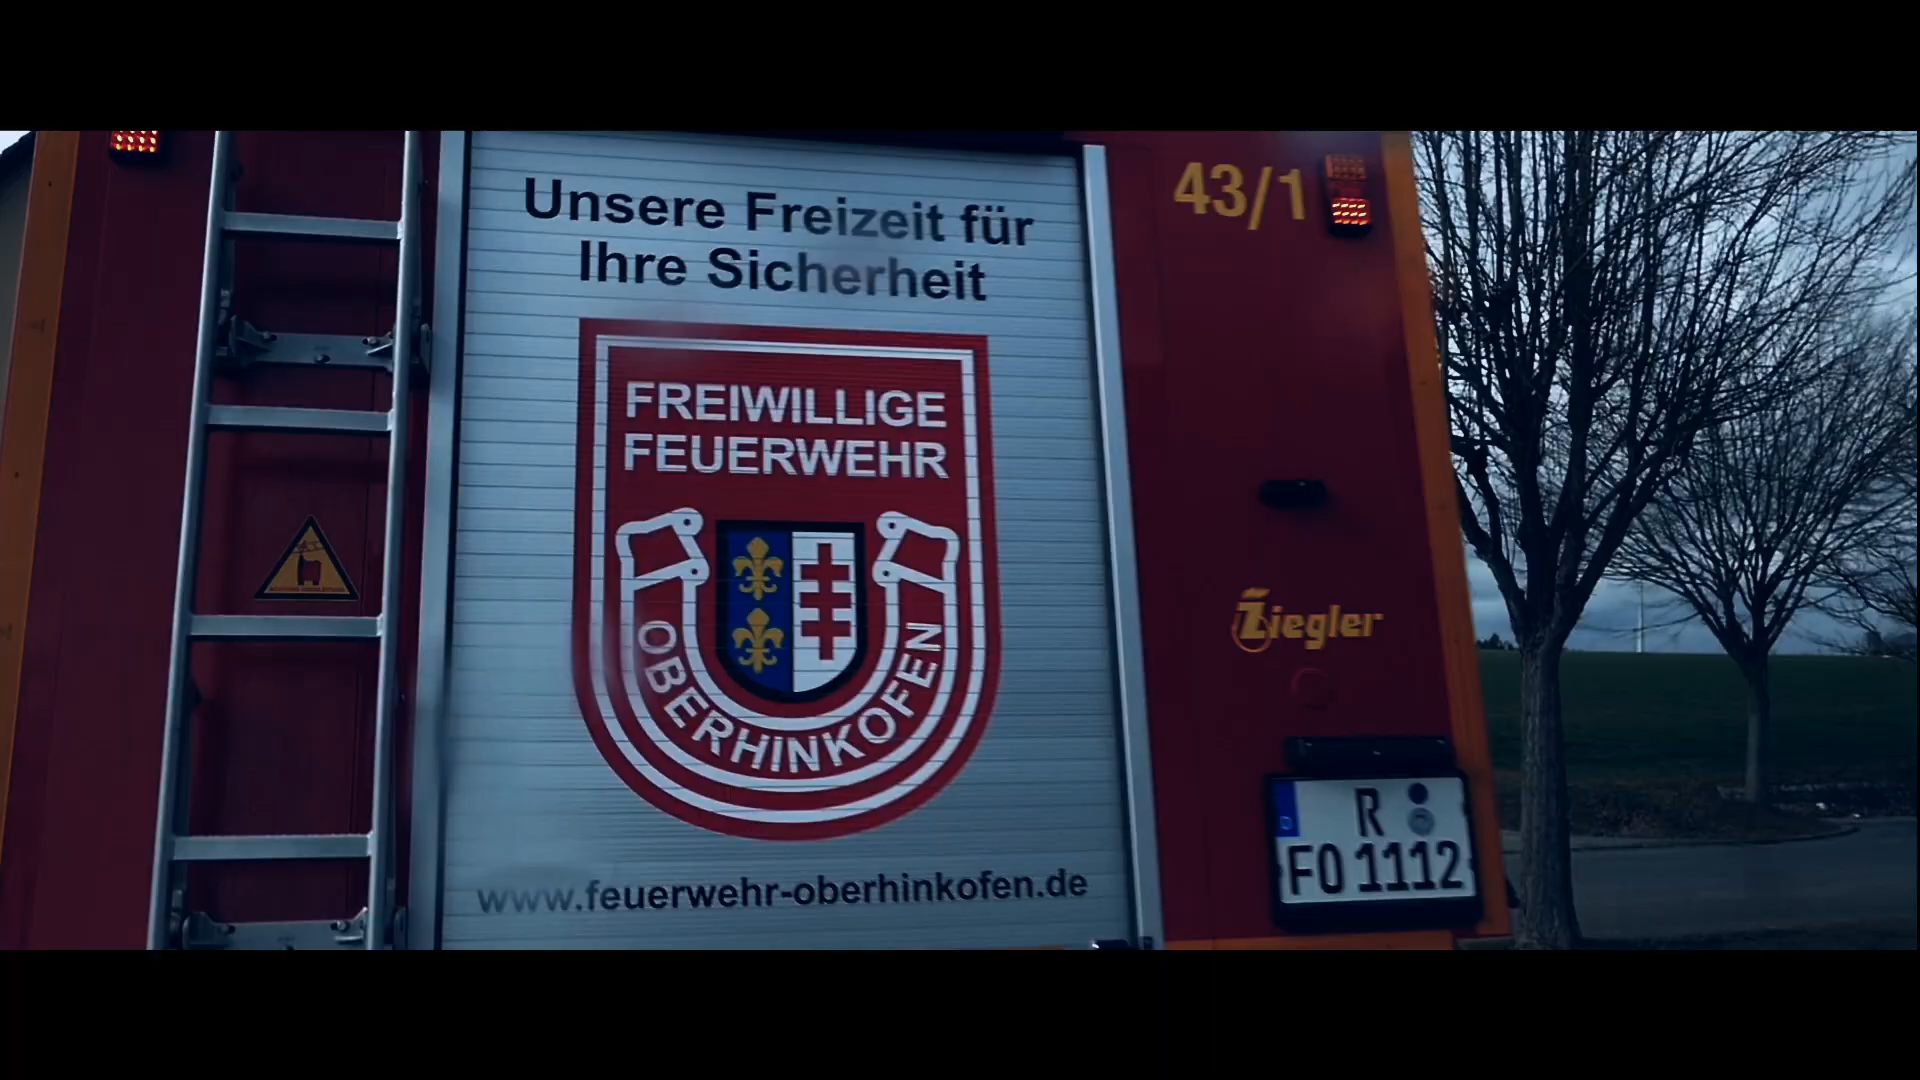 Unsere Freizeit für
Ihre Sicherheit
43/1
FREIWILLIGE
FEUERWEHR
OBERHINKOFEN
Ziegler
R
FO 1112
www.feuerwehr-oberhinkofen.de